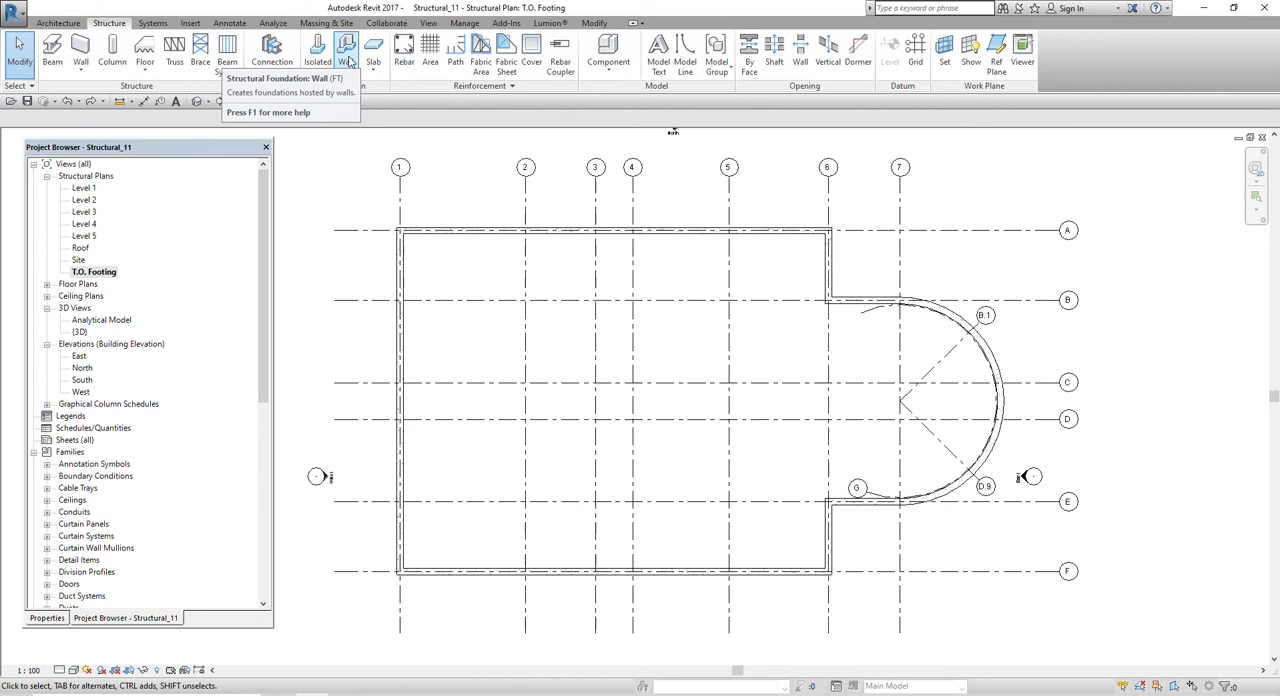 Autodesk Revit 2017 - Structural_11 - Structural Plan: T.O. Footing
Type a keyword or phrase
Sign In
Architecture Structure Systems Insert Annotate Analyze Massing & Site Collaborate View Manage Add-Ins Lumion® Modify
Modify Beam Wall Column Floor Truss Brace Beam Connection Isolated Wall Slab Rebar Area Path Fabric Area Fabric Sheet Cover Rebar Coupler Component Model Text Model Line Model Group By Face Shaft Wall Vertical Dormer Level Grid Set Show Ref Plane Viewer
Select Structure Reinforcement Model Opening Datum Work Plane
Structural Foundation: Wall (FT)
Creates foundations hosted by walls.
Press F1 for more help
Project Browser - Structural_11
Views (all)
Structural Plans
Level 1
Level 2
Level 3
Level 4
Level 5
Roof
Site
T.O. Footing
Floor Plans
Ceiling Plans
3D Views
Analytical Model
{3D}
Elevations (Building Elevation)
East
North
South
West
Graphical Column Schedules
Legends
Schedules/Quantities
Sheets (all)
Families
Annotation Symbols
Boundary Conditions
Cable Trays
Ceilings
Conduits
Curtain Panels
Curtain Systems
Curtain Wall Mullions
Detail Items
Division Profiles
Doors
Duct Systems
Properties Project Browser - Structural_11
North
1 2 3 4 5 6 7
A
B
B.1
C
D
D.9
G
E
F
1 : 100
Click to select, TAB for alternates, CTRL adds, SHIFT unselects.
:0
Main Model
:0